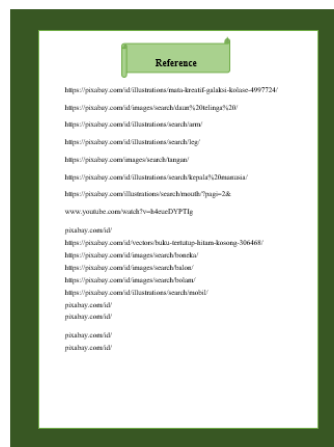 Reference
https://pixabay.com/id/illustrations/mata-kreatif-galaksi-kolase-4997724/
https://pixabay.com/id/images/search/daun%20telinga%20/
https://pixabay.com/id/illustrations/search/arm/
https://pixabay.com/id/illustrations/search/leg/
https://pixabay.com/images/search/tangan/
https://pixabay.com/id/illustrations/search/kepala%20manusia/
https://pixabay.com/illustrations/search/mouth/?pagi=2&
www.youtube.com/watch?v=h4eueDYPTIg
pixabay.com/id/
https://pixabay.com/id/vectors/buku-tertutup-hitam-kosong-306468/
https://pixabay.com/id/images/search/boneka/
https://pixabay.com/id/images/search/balon/
https://pixabay.com/id/images/search/bolam/
https://pixabay.com/id/illustrations/search/mobil/
pixabay.com/id/
pixabay.com/id/
pixabay.com/id/
pixabay.com/id/